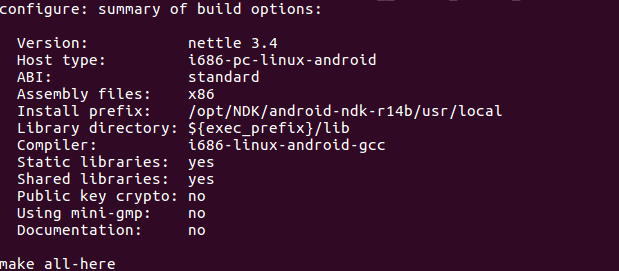 configure: summary of build options:
Version: nettle 3.4
Host type: i686-pc-linux-android
ABI: standard
Assembly files: x86
Install prefix: /opt/NDK/android-ndk-r14b/usr/local
Library directory: ${exec_prefix}/lib
Compiler: i686-linux-android-gcc
Static libraries: yes
Shared libraries: yes
Public key crypto: no
Using mini-gmp: no
Documentation: no
make all-here